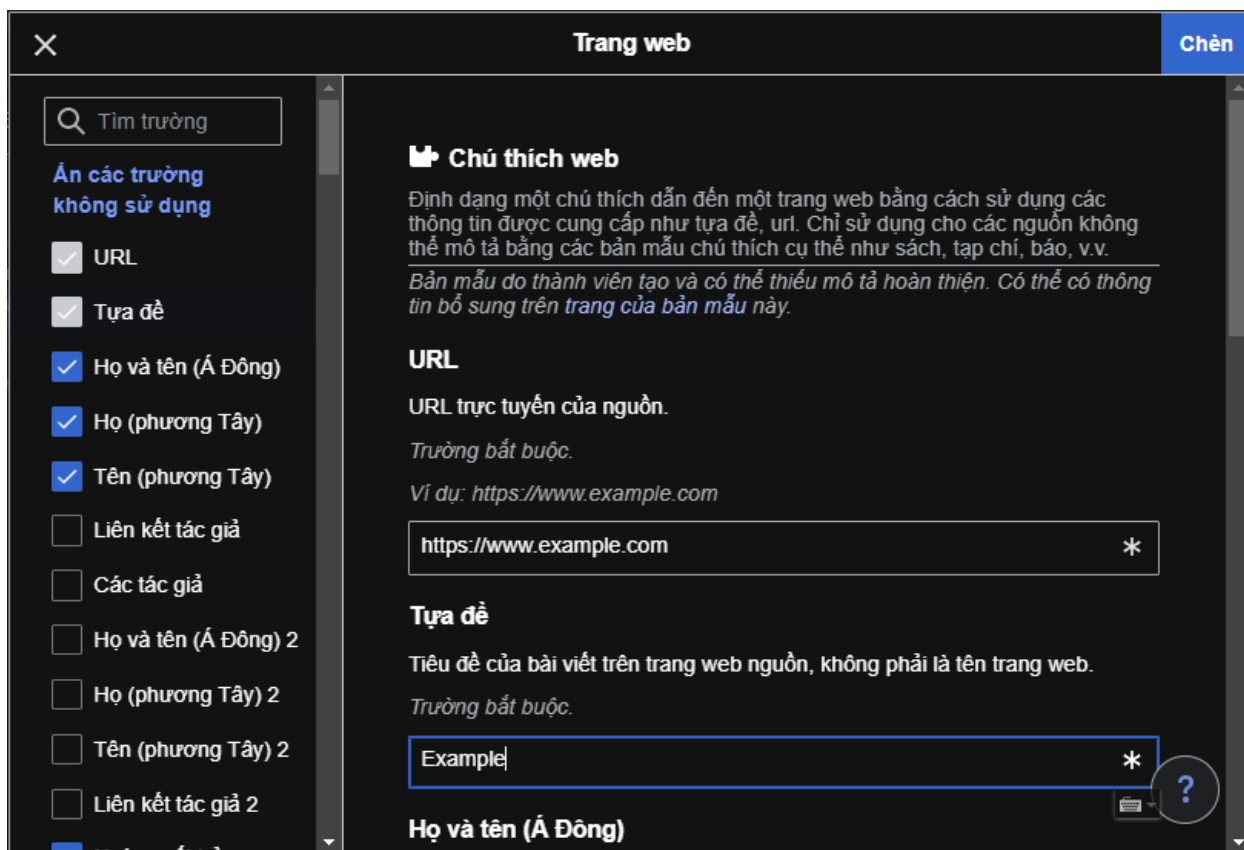 Trang web
Chèn
Tìm trường
Ẩn các trường
không sử dụng
URL
Tựa đề
Họ và tên (Á Đông)
Họ (phương Tây)
Tên (phương Tây)
Liên kết tác giả
Các tác giả
Họ và tên (Á Đông) 2
Họ (phương Tây) 2
Tên (phương Tây) 2
Liên kết tác giả 2
Chú thích web
Định dạng một chú thích dẫn đến một trang web bằng cách sử dụng các
thông tin được cung cấp như tựa đề, url. Chỉ sử dụng cho các nguồn không
thể mô tả bằng các bản mẫu chú thích cụ thể như sách, tạp chí, báo, v.v.
Bản mẫu do thành viên tạo và có thể thiếu mô tả hoàn thiện. Có thể có thông
tin bổ sung trên trang của bản mẫu này.
URL
URL trực tuyến của nguồn.
Trường bắt buộc.
Ví dụ: https://www.example.com
https://www.example.com
Tựa đề
Tiêu đề của bài viết trên trang web nguồn, không phải là tên trang web.
Trường bắt buộc.
Example
?
Họ và tên (Á Đông)